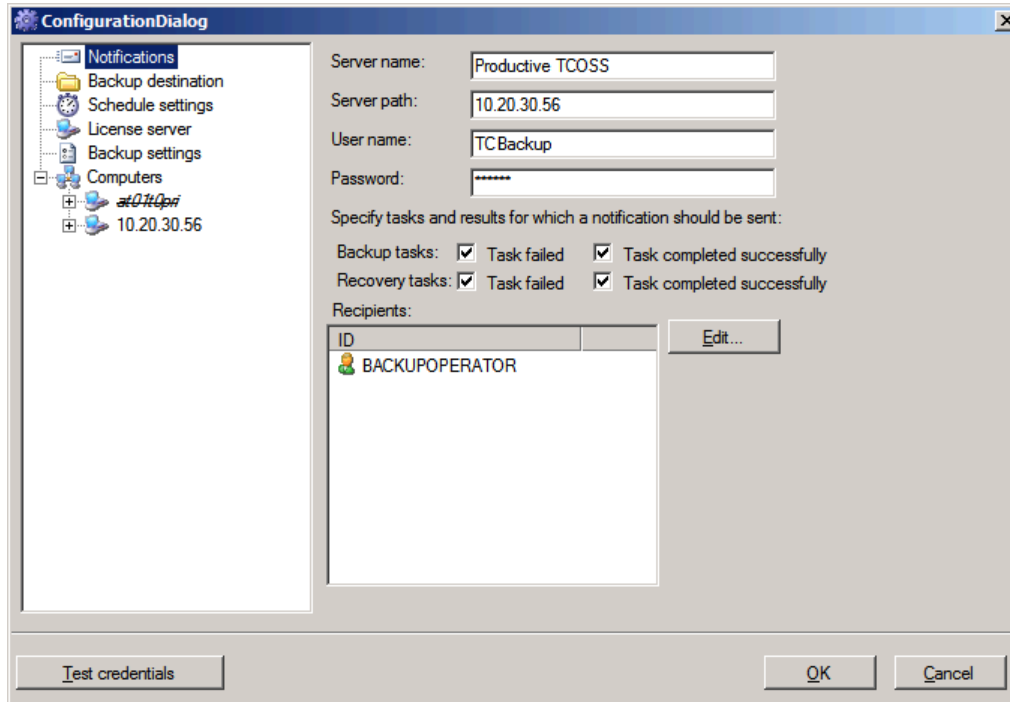 ConfigurationDialog
Notifications
Backup destination
Schedule settings
License server
Backup settings
Computers
at01t0pri
10.20.30.56
Server name: Productive TCOSS
Server path: 10.20.30.56
User name: TCBackup
Password: ******
Specify tasks and results for which a notification should be sent:
Backup tasks: Task failed Task completed successfully
Recovery tasks: Task failed Task completed successfully
Recipients:
Edit...
ID
BACKUPOPERATOR
Test credentials OK Cancel